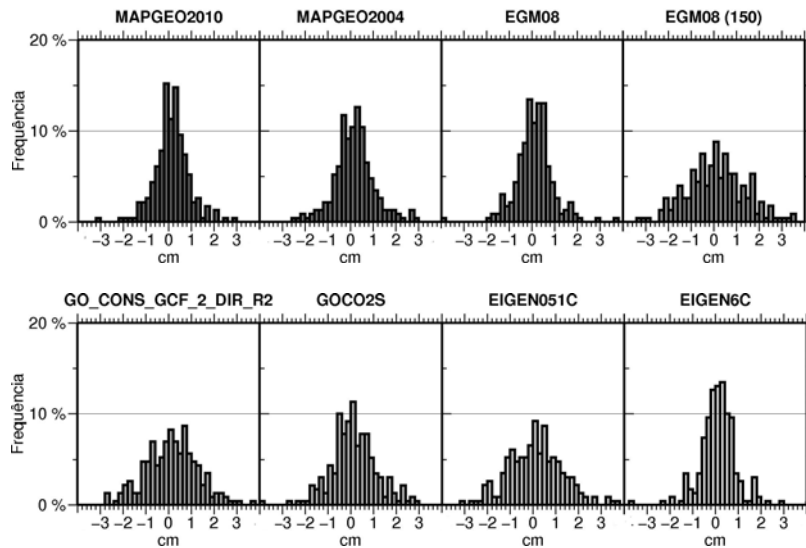 MAPGEO2010 MAPGEO2004 EGM08 EGM08 (150)
20 %
10 %
0 %
Frequência
−3 −2 −1 0 1 2 3 −3 −2 −1 0 1 2 3 −3 −2 −1 0 1 2 3 −3 −2 −1 0 1 2 3
cm cm cm cm
GO_CONS_GCF_2_DIR_R2 GOCO2S EIGEN051C EIGEN6C
20 %
10 %
0 %
Frequência
−3 −2 −1 0 1 2 3 −3 −2 −1 0 1 2 3 −3 −2 −1 0 1 2 3 −3 −2 −1 0 1 2 3
cm cm cm cm